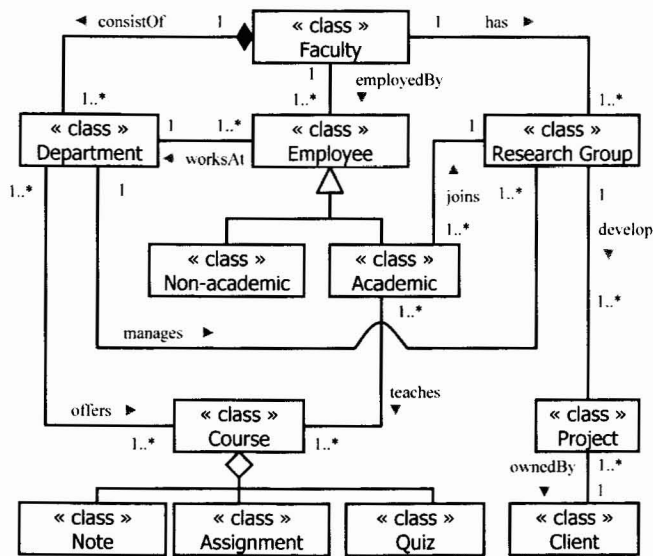 ◄ consistOf 1 « class » 1 has ►
Faculty
1 employedBy ▼
1..* 1..* 1..*
« class » 1 1..* « class » 1 « class »
Department ◄ worksAt Employee Research Group
1..* 1 ▲ joins 1..* 1
1..*
« class » « class » develop ▼
Non-academic Academic
1..* 1..*
manages ►
offers ► « class » teaches ▼ « class »
Course Project
1..* 1..* ownedBy ▼ 1..*
1
« class » « class » « class » « class »
Note Assignment Quiz Client